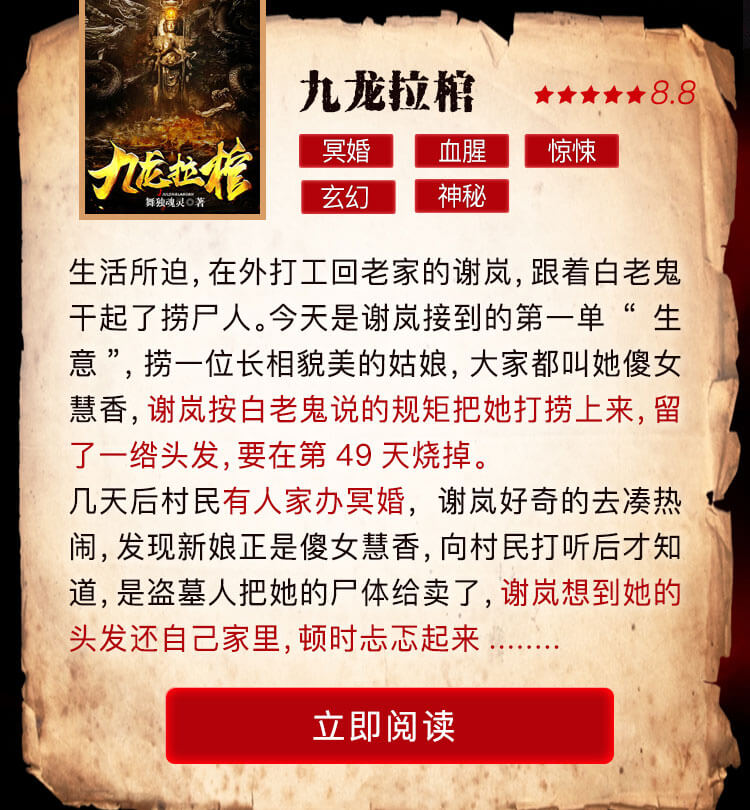 九龙拉棺
舞独魂灵◎著
九龙拉棺
★★★★★8.8
冥婚 血腥 惊悚
玄幻 神秘
生活所迫,在外打工回老家的谢岚,跟着白老鬼
干起了捞尸人。今天是谢岚接到的第一单“ 生
意”,捞一位长相貌美的姑娘,大家都叫她傻女
慧香,谢岚按白老鬼说的规矩把她打捞上来,留
了一绺头发,要在第 49 天烧掉。
几天后村民有人家办冥婚,谢岚好奇的去凑热
闹,发现新娘正是傻女慧香,向村民打听后才知
道,是盗墓人把她的尸体给卖了,谢岚想到她的
头发还自己家里,顿时忐忑起来 ........
立即阅读